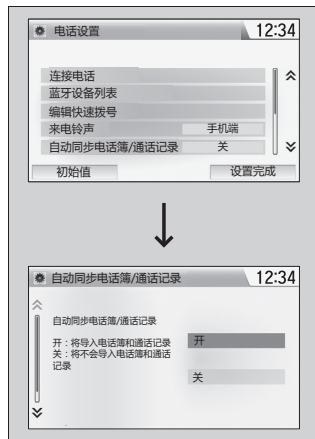 电话设置 12:34
连接电话
蓝牙设备列表
编辑快速拨号
来电铃声 手机端
自动同步电话簿/通话记录 关
初始值 设置完成
自动同步电话簿/通话记录 12:34
自动同步电话簿/通话记录
开：将导入电话簿和通话记录
关：将不会导入电话簿和通话
记录
开
关